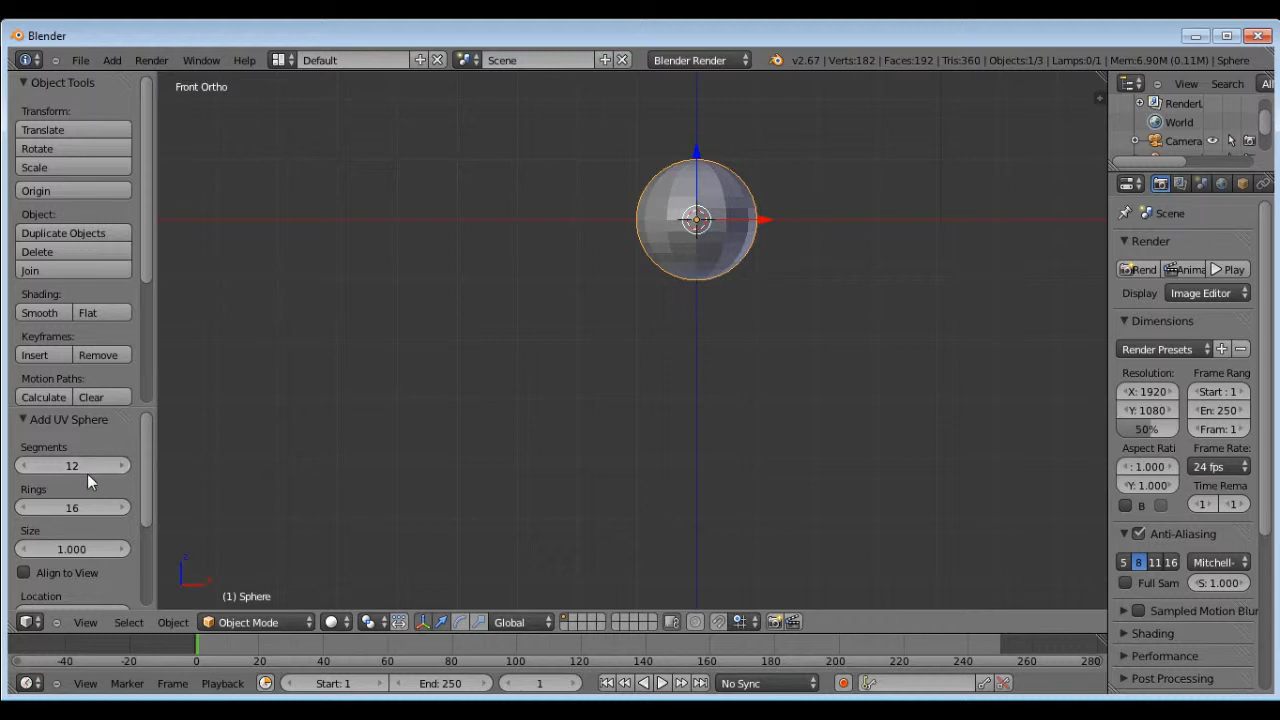 Blender
File Add Render Window Help Default Scene Blender Render v2.67 | Verts:182 | Faces:192 | Tris:360 | Objects:1/3 | Lamps:0/1 | Mem:6.90M (0.11M) | Sphere
Object Tools
Transform:
Translate
Rotate
Scale
Origin
Object:
Duplicate Objects
Delete
Join
Shading:
Smooth Flat
Keyframes:
Insert Remove
Motion Paths:
Calculate Clear
Add UV Sphere
Segments
12
Rings
16
Size
1.000
Align to View
Location
Front Ortho
z
x
(1) Sphere
View Select Object Object Mode Global
-40 -20 0 20 40 60 80 100 120 140 160 180 200 220 240 260 280
View Marker Frame Playback Start: 1 End: 250 1 No Sync
View Search All
RenderL
World
Camera
Scene
Render
Rend Anima Play
Display Image Editor
Dimensions
Render Presets
Resolution: Frame Rang
X: 1920 Start: 1
Y: 1080 En: 250
50% Fram: 1
Aspect Rati Frame Rate:
: 1.000 24 fps
Y: 1.000 Time Rema
B 1 1
Anti-Aliasing
5 8 11 16 Mitchell-
Full Sam S: 1.000
Sampled Motion Blur
Shading
Performance
Post Processing